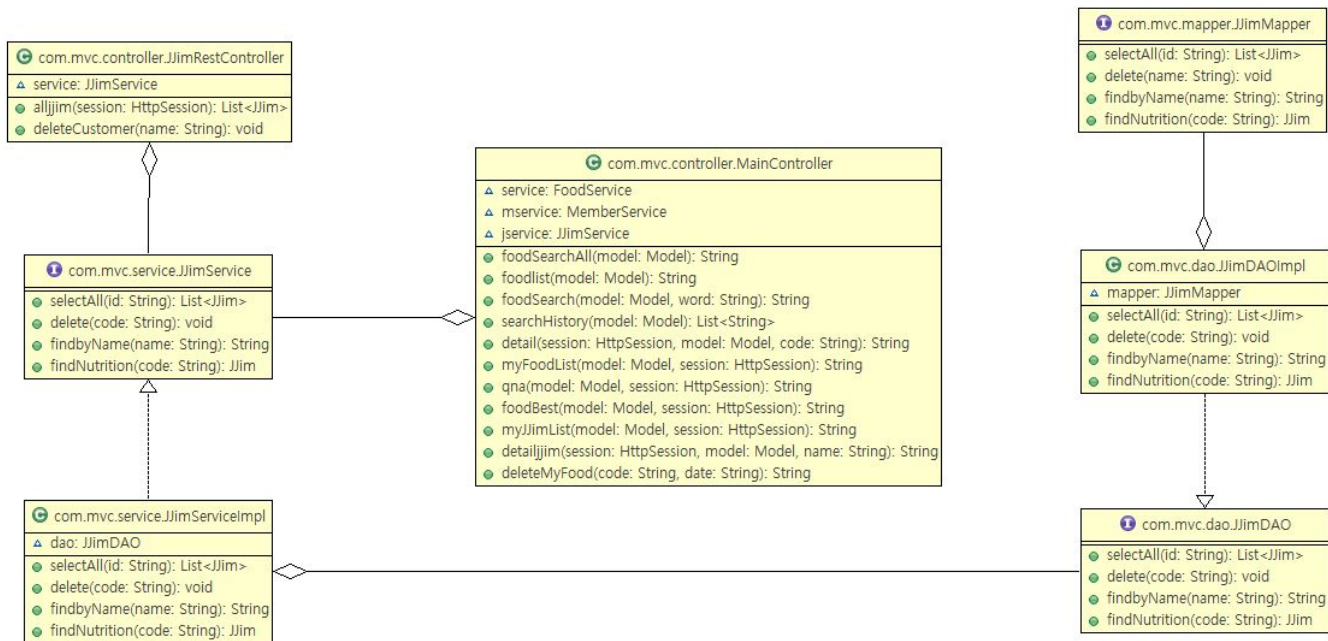 com.mvc.controller.JJimRestController
service: JJimService
alljjim(session: HttpSession): List<JJim>
deleteCustomer(name: String): void
com.mvc.mapper.JJimMapper
selectAll(id: String): List<JJim>
delete(name: String): void
findbyName(name: String): String
findNutrition(code: String): JJim
com.mvc.controller.MainController
service: FoodService
mservice: MemberService
jservice: JJimService
foodSearchAll(model: Model): String
foodlist(model: Model): String
foodSearch(model: Model, word: String): String
searchHistory(model: Model): List<String>
detail(session: HttpSession, model: Model, code: String): String
myFoodList(model: Model, session: HttpSession): String
qna(model: Model, session: HttpSession): String
foodBest(model: Model, session: HttpSession): String
myJJimList(model: Model, session: HttpSession): String
detailjjim(session: HttpSession, model: Model, name: String): String
deleteMyFood(code: String, date: String): String
com.mvc.service.JJimService
selectAll(id: String): List<JJim>
delete(code: String): void
findbyName(name: String): String
findNutrition(code: String): JJim
com.mvc.dao.JJimDAOImpl
mapper: JJimMapper
selectAll(id: String): List<JJim>
delete(code: String): void
findbyName(name: String): String
findNutrition(code: String): JJim
com.mvc.service.JJimServiceImpl
dao: JJimDAO
selectAll(id: String): List<JJim>
delete(code: String): void
findbyName(name: String): String
findNutrition(code: String): JJim
com.mvc.dao.JJimDAO
selectAll(id: String): List<JJim>
delete(code: String): void
findbyName(name: String): String
findNutrition(code: String): JJim